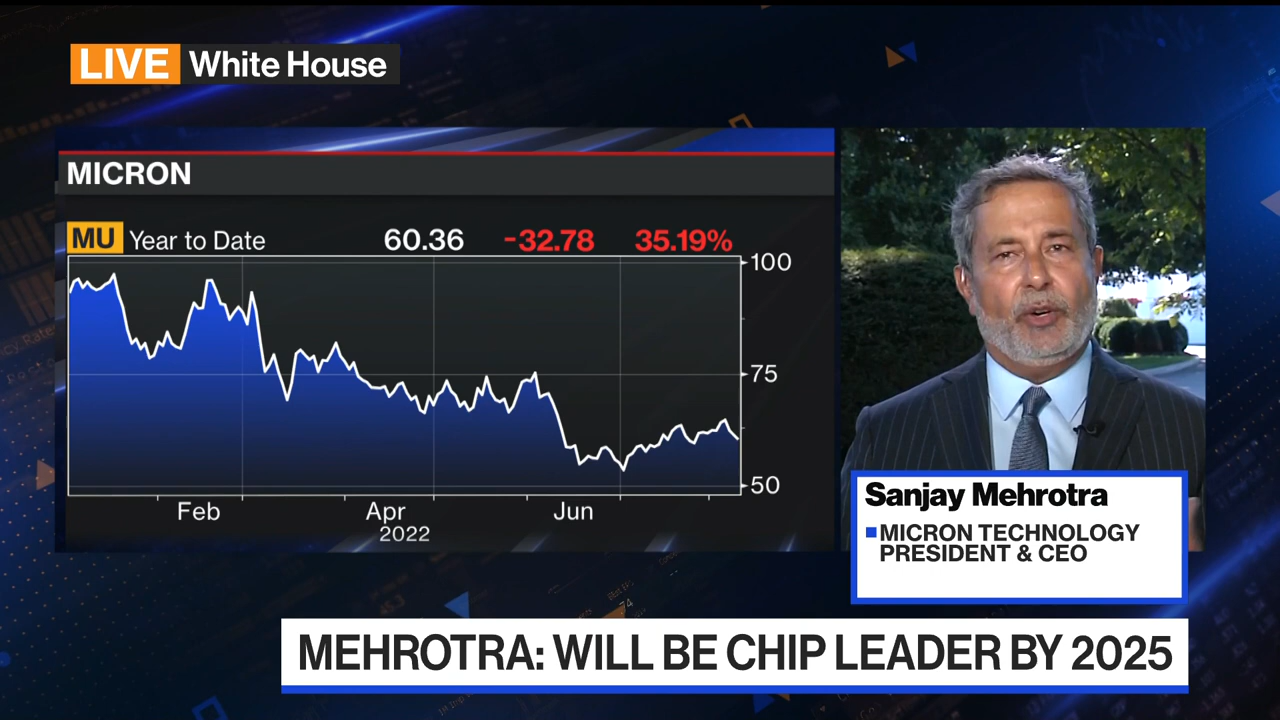 LIVE White House
MICRON
MU Year to Date 60.36 -32.78 35.19%
100
75
50
Feb Apr Jun
2022
Sanjay Mehrotra
MICRON TECHNOLOGY
PRESIDENT & CEO
MEHROTRA: WILL BE CHIP LEADER BY 2025